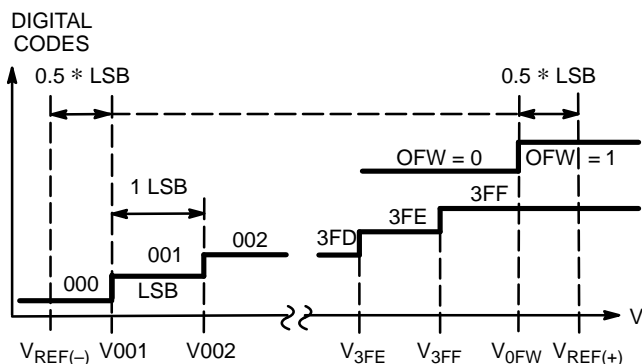 DIGITAL
CODES
0.5 * LSB
0.5 * LSB
OFW = 0
OFW = 1
1 LSB
3FF
3FE
002
3FD
001
000
LSB
V
VREF(–)
V001
V002
V3FE
V3FF
V0FW
VREF(+)